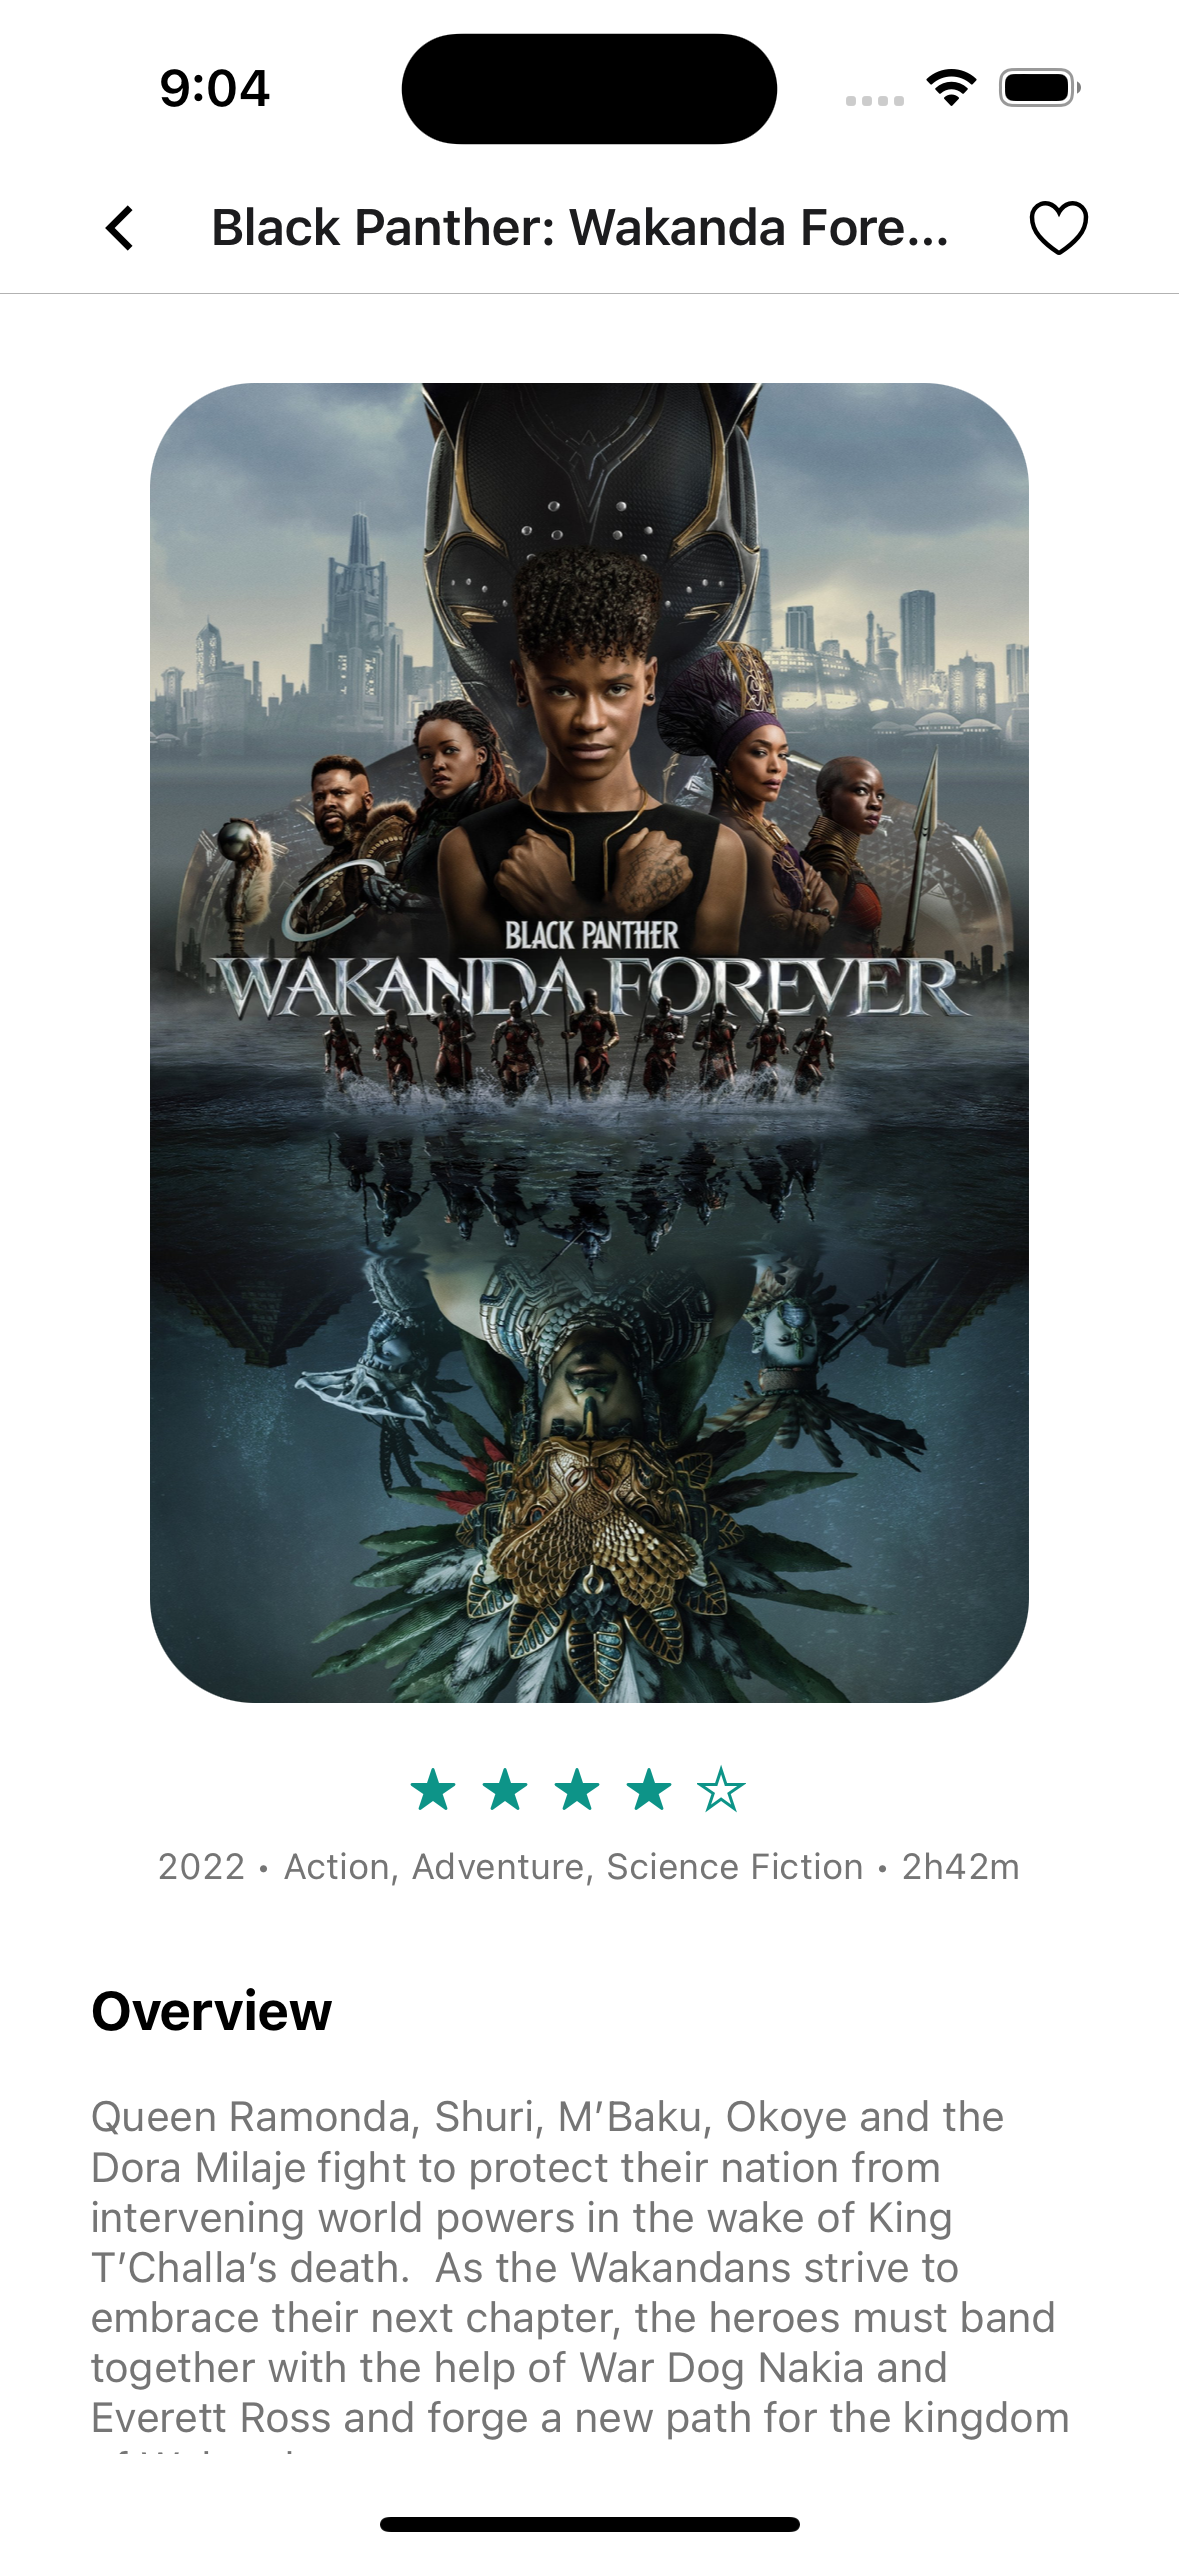 9:04
Black Panther: Wakanda Fore...
BLACK PANTHER
WAKANDA FOREVER
2022 • Action, Adventure, Science Fiction • 2h42m
Overview
Queen Ramonda, Shuri, M’Baku, Okoye and the
Dora Milaje fight to protect their nation from
intervening world powers in the wake of King
T’Challa’s death.  As the Wakandans strive to
embrace their next chapter, the heroes must band
together with the help of War Dog Nakia and
Everett Ross and forge a new path for the kingdom